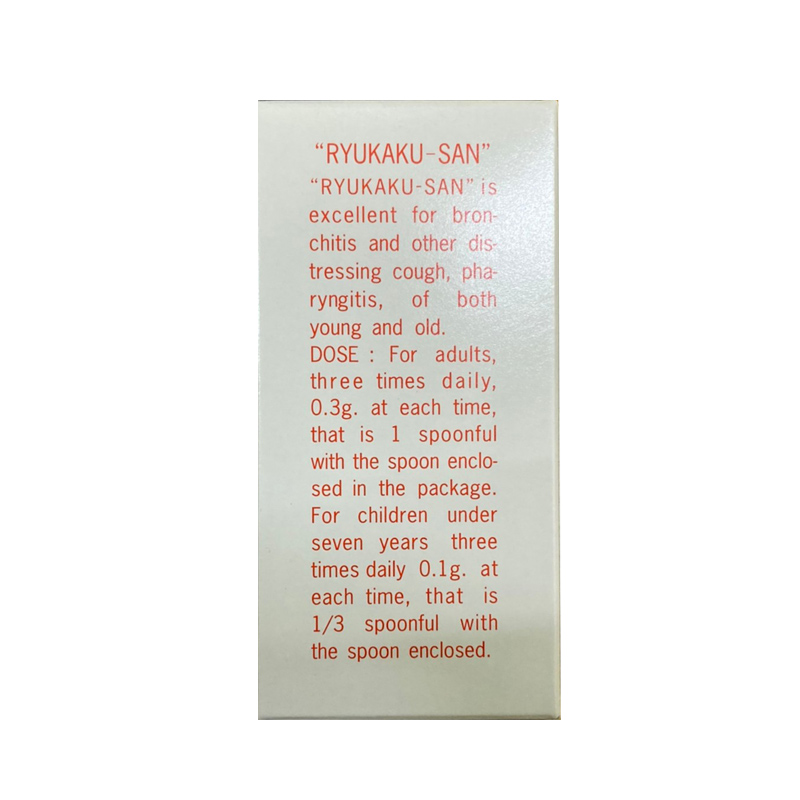 “RYUKAKU-SAN”
“RYUKAKU-SAN” is
excellent for bron-
chitis and other dis-
tressing cough, pha-
ryngitis, of both
young and old.
DOSE : For adults,
three times daily,
0.3g. at each time,
that is 1 spoonful
with the spoon enclo-
sed in the package.
For children under
seven years three
times daily 0.1g. at
each time, that is
1/3 spoonful with
the spoon enclosed.